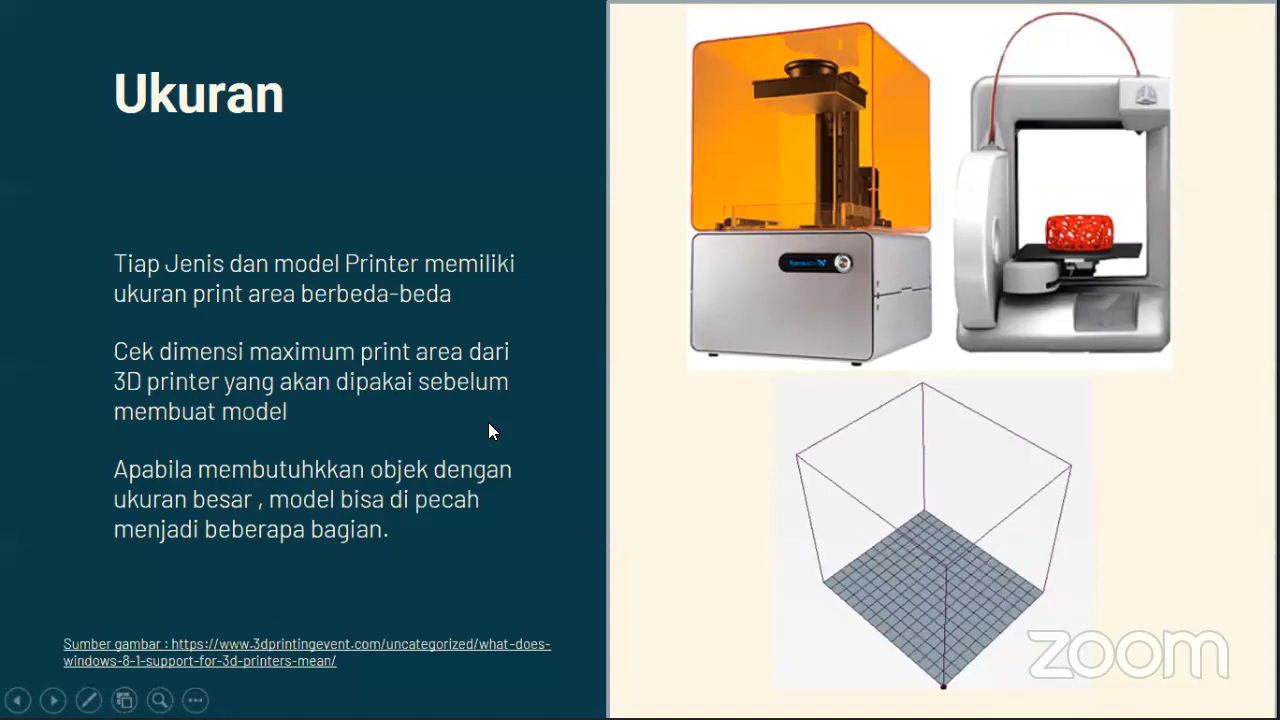 Ukuran
Tiap Jenis dan model Printer memiliki
ukuran print area berbeda-beda
Cek dimensi maximum print area dari
3D printer yang akan dipakai sebelum
membuat model
Apabila membutuhkkan objek dengan
ukuran besar , model bisa di pecah
menjadi beberapa bagian.
Sumber gambar : https://www.3dprintingevent.com/uncategorized/what-does-
windows-8-1-support-for-3d-printers-mean/
zoom